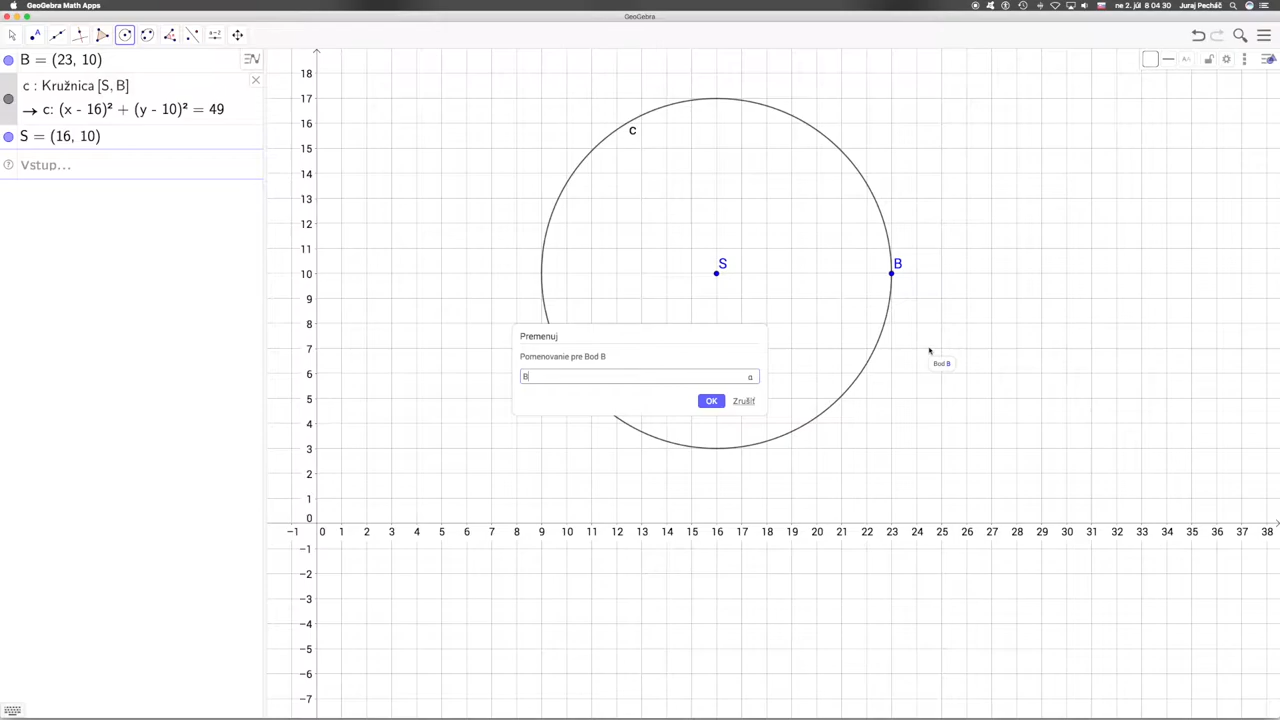 GeoGebra Math Apps
ne 2. júl 8 04 30
Juraj Pecháč
GeoGebra
B = (23, 10)
c : Kružnica [S, B]
→ c: (x - 16)² + (y - 10)² = 49
S = (16, 10)
Vstup...
c
S
B
Premenuj
Pomenovanie pre Bod B
B
α
OK
Zrušiť
Bod B
18
17
16
15
14
13
12
11
10
9
8
7
6
5
4
3
2
1
0
−1 0 1 2 3 4 5 6 7 8 9 10 11 12 13 14 15 16 17 18 19 20 21 22 23 24 25 26 27 28 29 30 31 32 33 34 35 36 37 38
−1
−2
−3
−4
−5
−6
−7